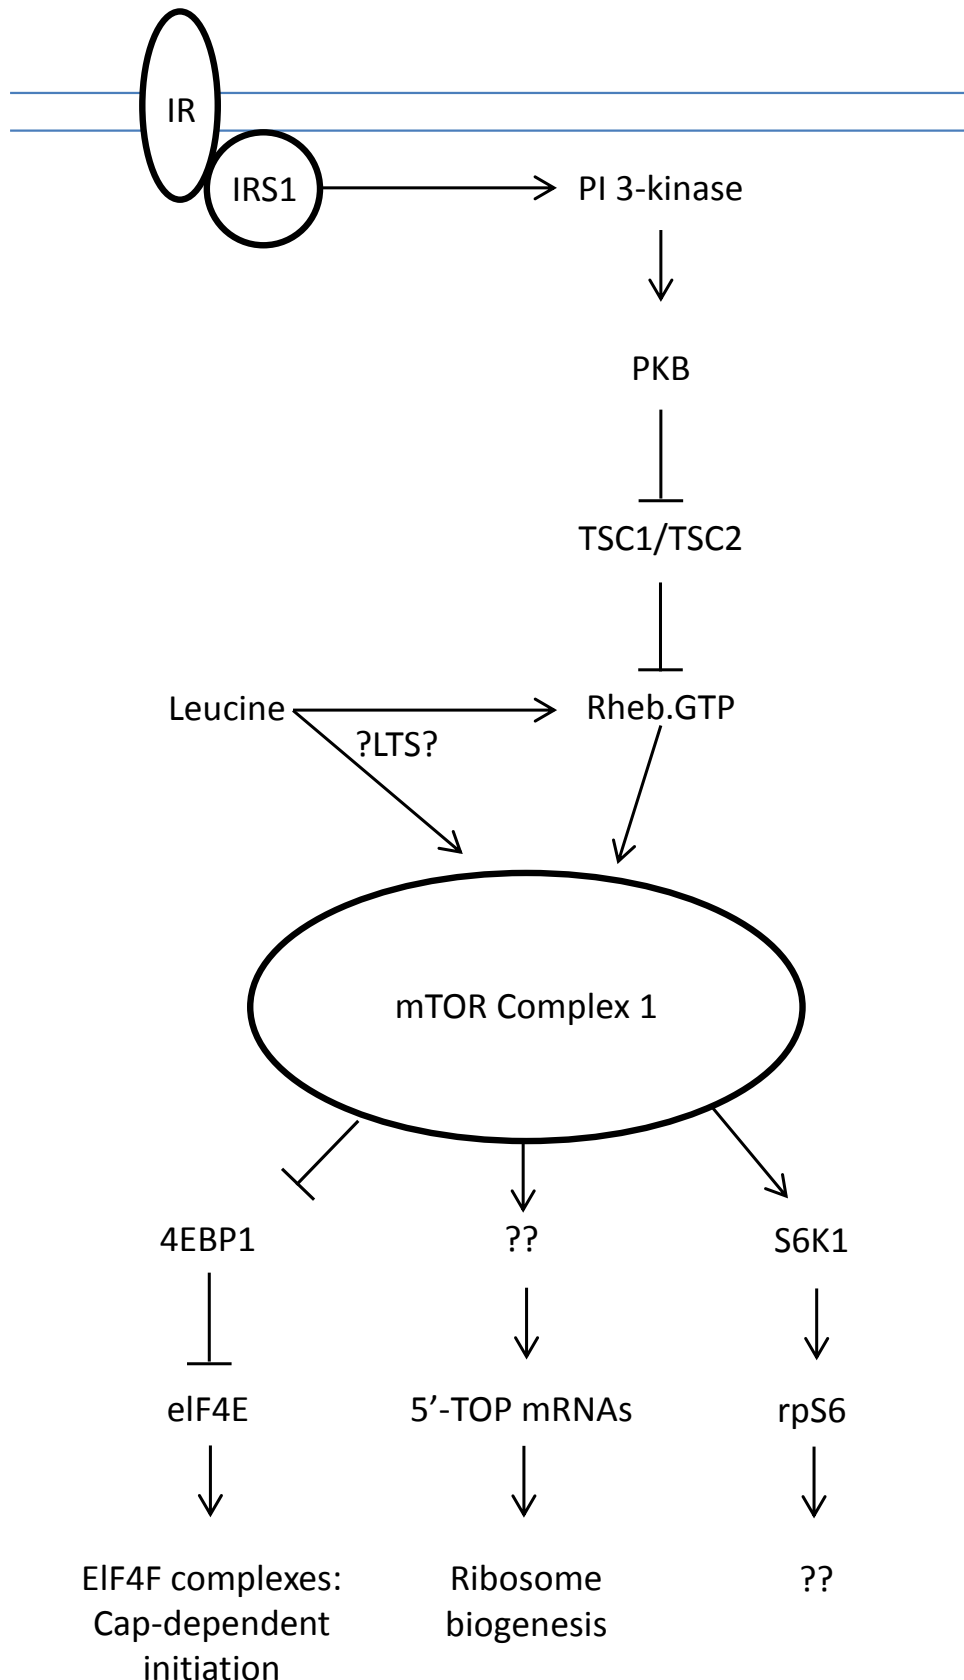 IR
IRS1
PI 3-kinase
PKB
TSC1/TSC2
Leucine
Rheb.GTP
?LTS?
mTOR Complex 1
4EBP1
??
S6K1
eIF4E
5’-TOP mRNAs
rpS6
EIF4F complexes:
Cap-dependent
initiation
Ribosome
biogenesis
??